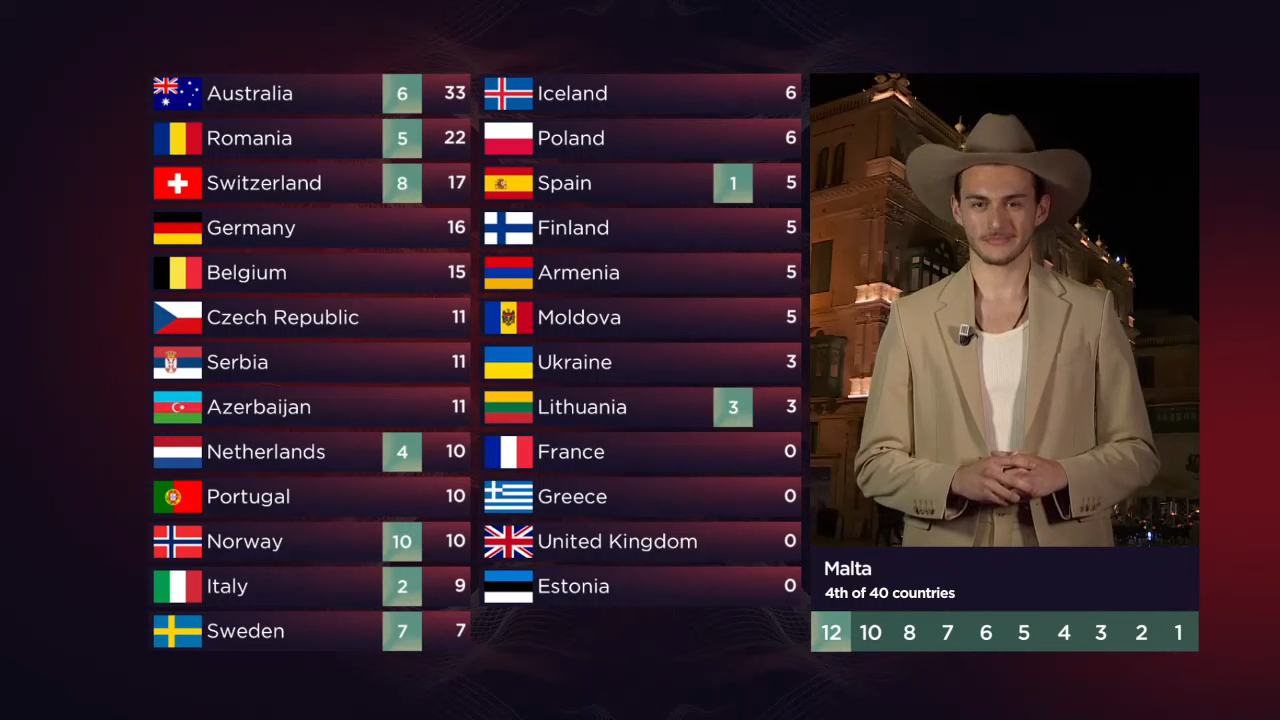 Australia 6 33
Romania 5 22
Switzerland 8 17
Germany 16
Belgium 15
Czech Republic 11
Serbia 11
Azerbaijan 11
Netherlands 4 10
Portugal 10
Norway 10 10
Italy 2 9
Sweden 7 7
Iceland 6
Poland 6
Spain 1 5
Finland 5
Armenia 5
Moldova 5
Ukraine 3
Lithuania 3 3
France 0
Greece 0
United Kingdom 0
Estonia 0
Malta
4th of 40 countries
12 10 8 7 6 5 4 3 2 1